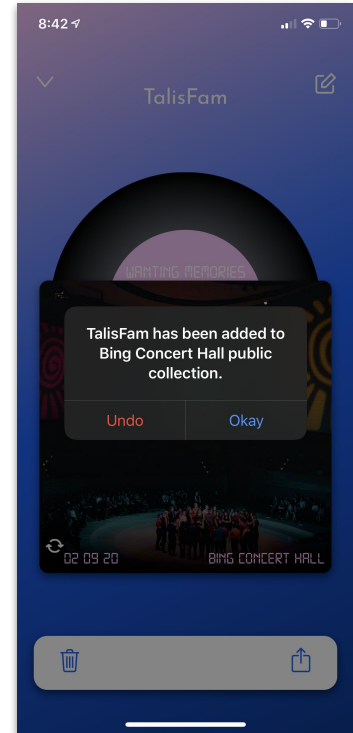 8:42
TalisFam
WANTING MEMORIES
TalisFam has been added to
Bing Concert Hall public
collection.
Undo
Okay
02 09 20
BING CONCERT HALL